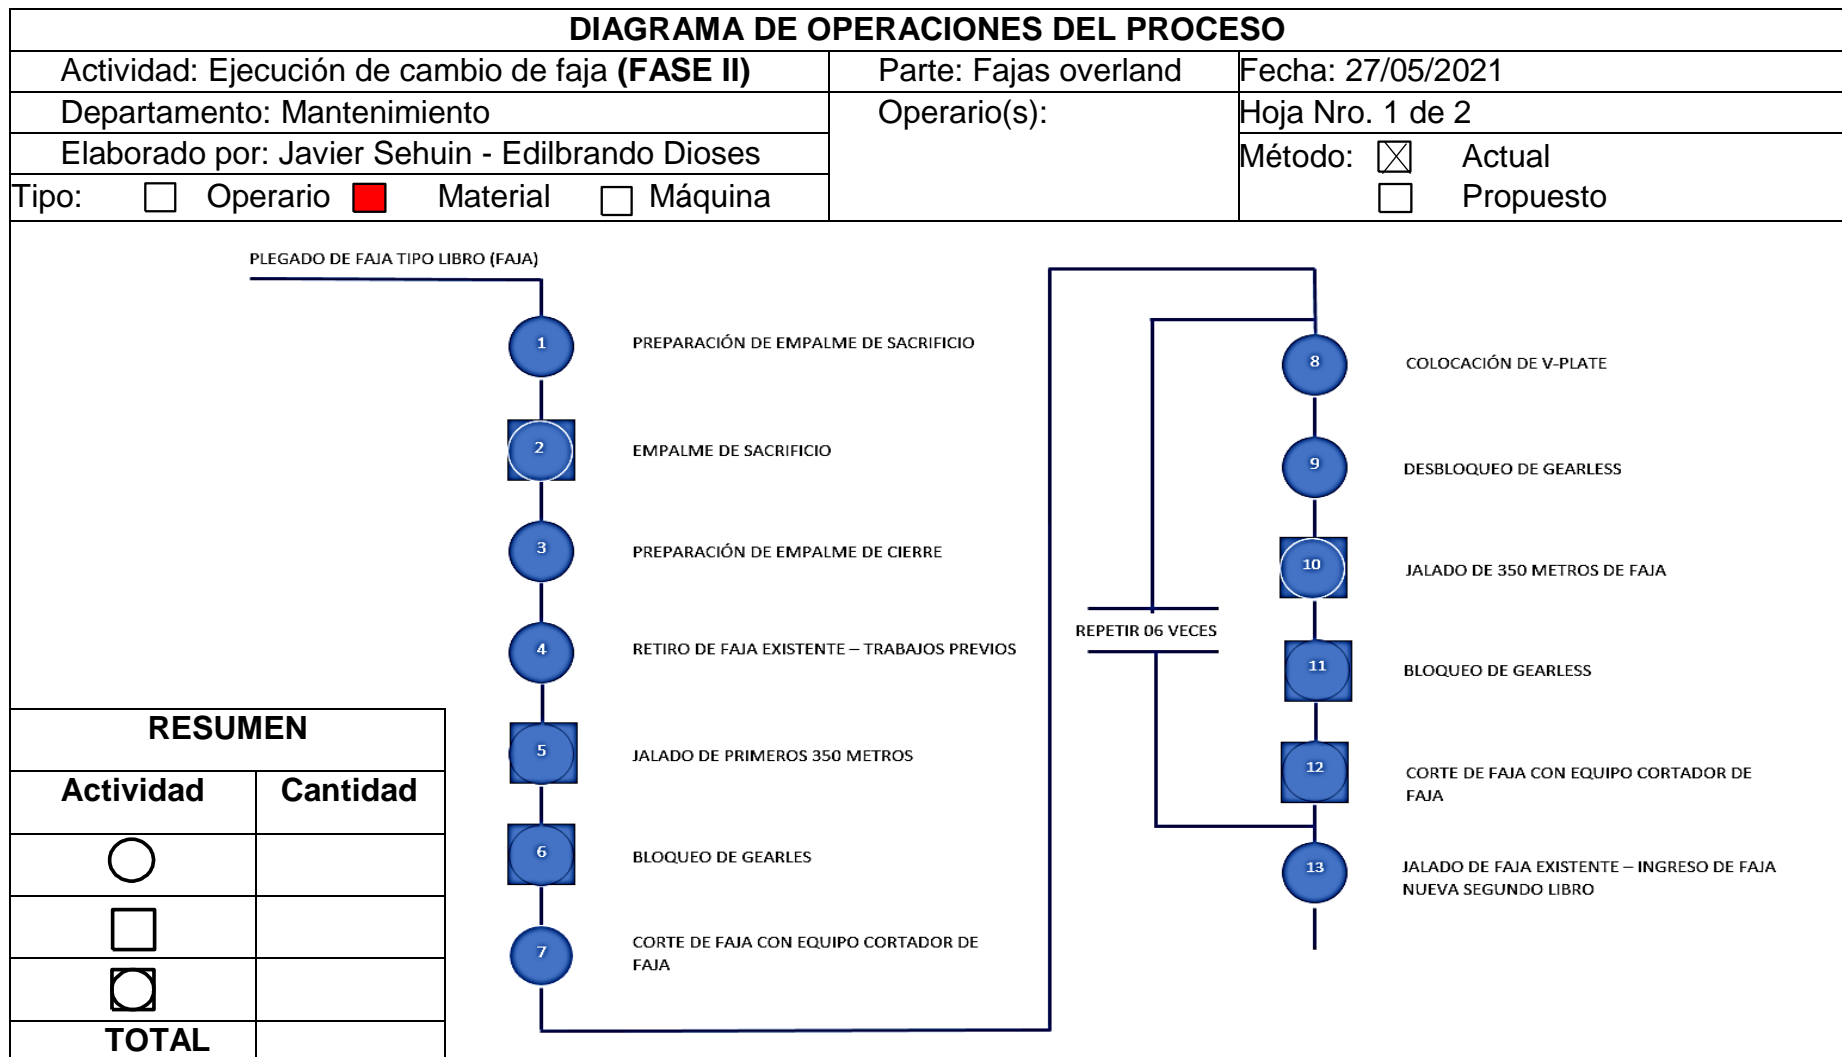 DIAGRAMA DE OPERACIONES DEL PROCESO
Actividad: Ejecución de cambio de faja (FASE II)
Parte: Fajas overland
Fecha: 27/05/2021
Departamento: Mantenimiento
Operario(s):
Hoja Nro. 1 de 2
Elaborado por: Javier Sehuin - Edilbrando Dioses
Método: Actual
Propuesto
Tipo: Operario Material Máquina
PLEGADO DE FAJA TIPO LIBRO (FAJA)
1 PREPARACIÓN DE EMPALME DE SACRIFICIO
2 EMPALME DE SACRIFICIO
3 PREPARACIÓN DE EMPALME DE CIERRE
4 RETIRO DE FAJA EXISTENTE – TRABAJOS PREVIOS
5 JALADO DE PRIMEROS 350 METROS
6 BLOQUEO DE GEARLES
7 CORTE DE FAJA CON EQUIPO CORTADOR DE
FAJA
REPETIR 06 VECES
8 COLOCACIÓN DE V-PLATE
9 DESBLOQUEO DE GEARLESS
10 JALADO DE 350 METROS DE FAJA
11 BLOQUEO DE GEARLESS
12 CORTE DE FAJA CON EQUIPO CORTADOR DE
FAJA
13 JALADO DE FAJA EXISTENTE – INGRESO DE FAJA
NUEVA SEGUNDO LIBRO
RESUMEN
Actividad Cantidad
TOTAL